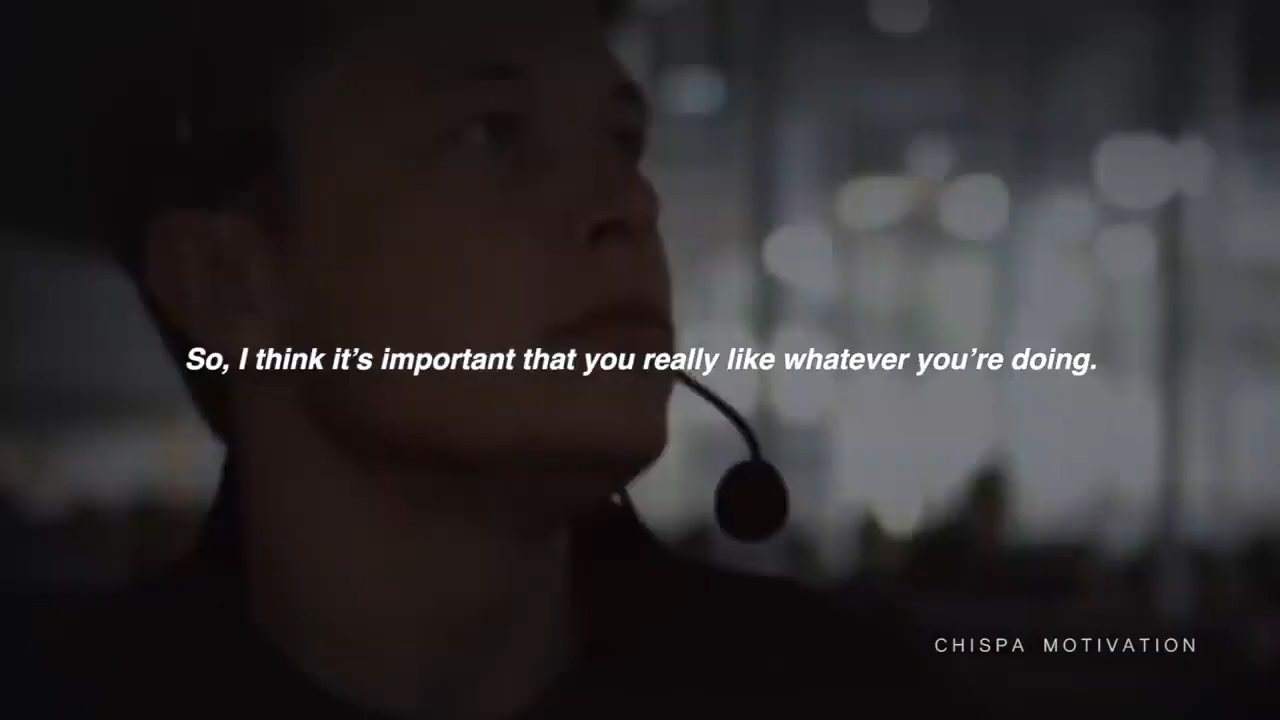 So, I think it’s important that you really like whatever you’re doing.
CHISPA MOTIVATION